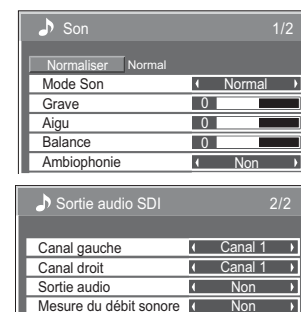 Son 1/2
Normaliser Normal
Mode Son Normal
Grave 0
Aigu 0
Balance 0
Ambiophonie Non
Sortie audio SDI 2/2
Canal gauche Canal 1
Canal droit Canal 1
Sortie audio Non
Mesure du débit sonore Non